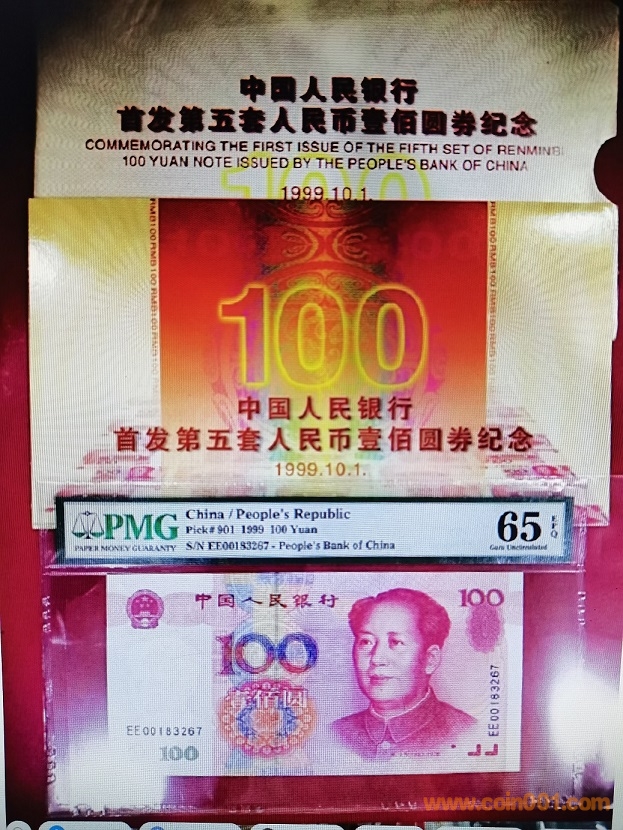 中国人民银行
首发第五套人民币壹佰圆券纪念
COMMEMORATING THE FIRST ISSUE OF THE FIFTH SET OF RENMINBI
100 YUAN NOTE ISSUED BY THE PEOPLE'S BANK OF CHINA
1999.10.1.
100
中国人民银行
首发第五套人民币壹佰圆券纪念
1999.10.1.
PMG
PAPER MONEY GUARANTY
China / People's Republic
Pick# 901 1999 100 Yuan
S/N EE00183267 - People's Bank of China
65 EPQ
Gem Uncirculated
中国人民银行
100
100
壹佰圆
EE00183267
EE00183267
100
www.coin001.com